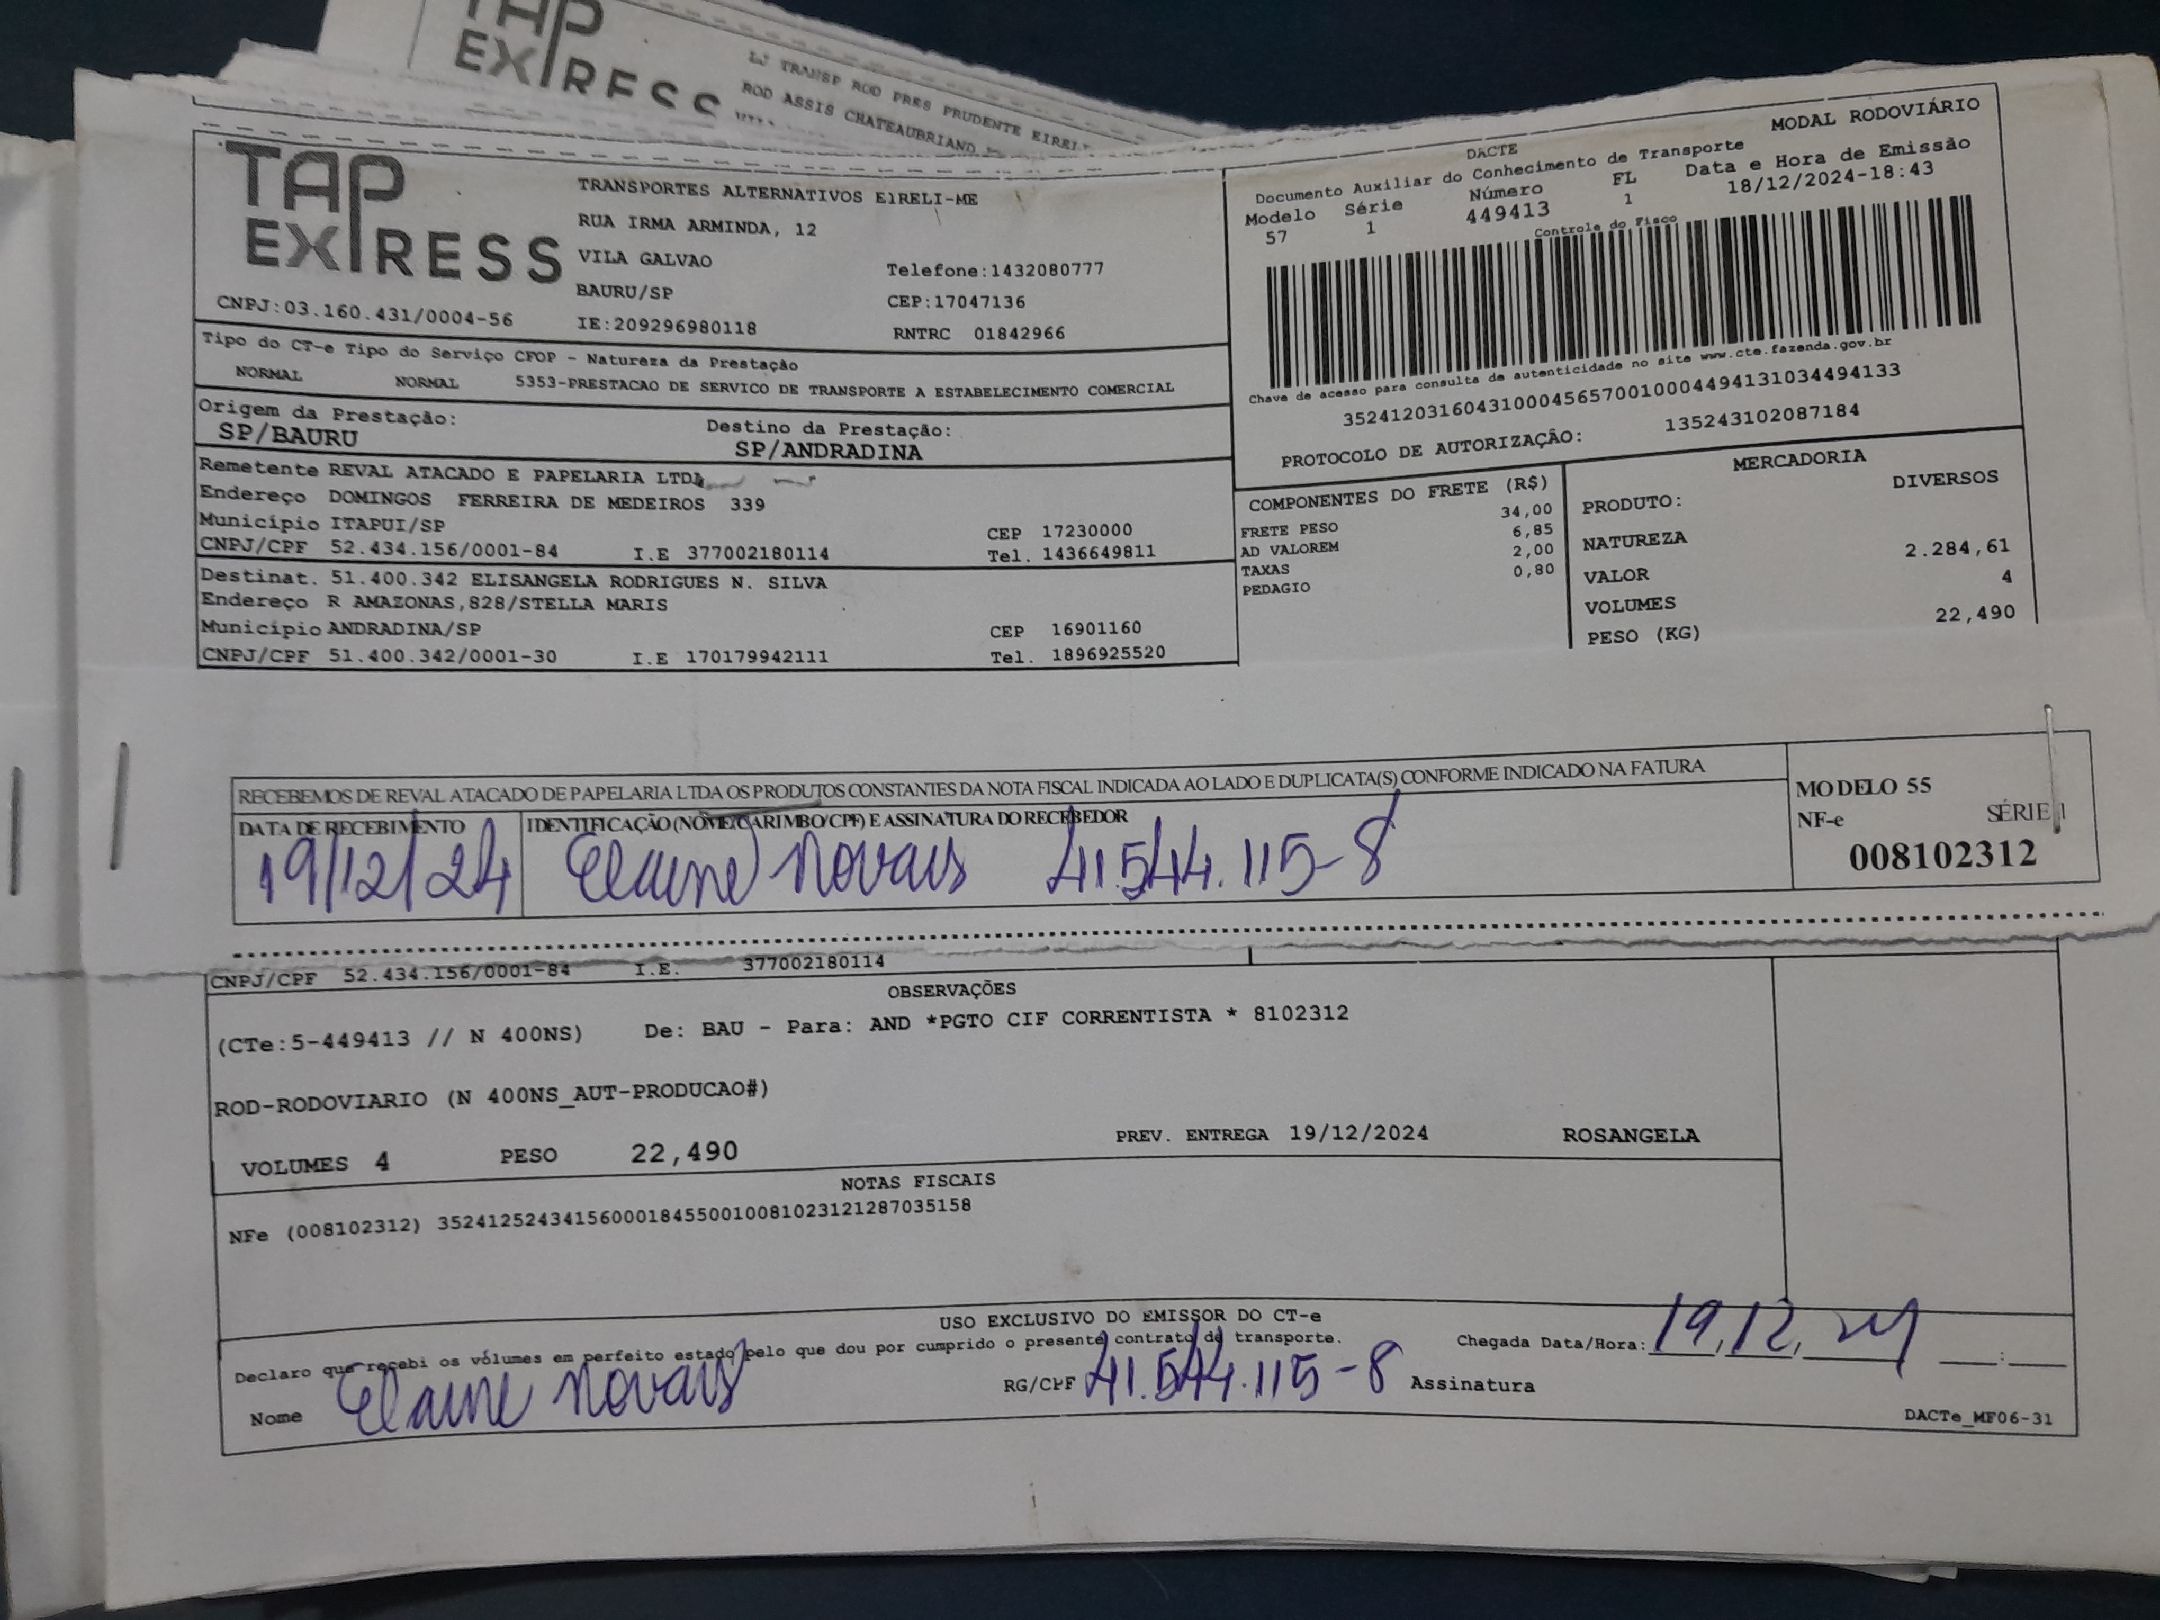 TAP
EXPRESS
L. TRANSP ROD PRES PRUDENTE EIRELI
ROD ASSIS CHATEAUBRIAND
MODAL RODOVIÁRIO
DACTE
Documento Auxiliar do Conhecimento de Transporte
Modelo Série Número FL Data e Hora de Emissão
57 1 449413 1 18/12/2024-18:43
Controle do Fisco
Chave de acesso para consulta de autenticidade no site www.cte.fazenda.gov.br
35241203160431000456570010004494131034494133
PROTOCOLO DE AUTORIZAÇÃO: 135243102087184
TAP
EXPRESS
TRANSPORTES ALTERNATIVOS EIRELI-ME
RUA IRMA ARMINDA, 12
VILA GALVAO Telefone:1432080777
BAURU/SP CEP:17047136
CNPJ:03.160.431/0004-56 IE:209296980118 RNTRC 01842966
Tipo do CT-e Tipo do Serviço CFOP - Natureza da Prestação
NORMAL NORMAL 5353-PRESTACAO DE SERVICO DE TRANSPORTE A ESTABELECIMENTO COMERCIAL
Origem da Prestação: Destino da Prestação:
SP/BAURU SP/ANDRADINA
Remetente REVAL ATACADO E PAPELARIA LTDA
Endereço DOMINGOS FERREIRA DE MEDEIROS 339
Município ITAPUI/SP CEP 17230000
CNPJ/CPF 52.434.156/0001-84 I.E 377002180114 Tel. 1436649811
Destinat. 51.400.342 ELISANGELA RODRIGUES N. SILVA
Endereço R AMAZONAS,828/STELLA MARIS
Município ANDRADINA/SP CEP 16901160
CNPJ/CPF 51.400.342/0001-30 I.E 170179942111 Tel. 1896925520
COMPONENTES DO FRETE (R$)
FRETE PESO 34,00
AD VALOREM 6,85
TAXAS 2,00
PEDAGIO 0,80
MERCADORIA
PRODUTO: DIVERSOS
NATUREZA
VALOR 2.284,61
VOLUMES 4
PESO (KG) 22,490
RECEBEMOS DE REVAL ATACADO DE PAPELARIA LTDA OS PRODUTOS CONSTANTES DA NOTA FISCAL INDICADA AO LADO E DUPLICATA(S) CONFORME INDICADO NA FATURA
DATA DE RECEBIMENTO IDENTIFICAÇÃO (NOME/CARIMBO/CPF) E ASSINATURA DO RECEBEDOR
19/12/24 Elaine Novais 41.544.115-8
MODELO 55
NF-e SÉRIE 1
008102312
CNPJ/CPF 52.434.156/0001-84 I.E. 377002180114
OBSERVAÇÕES
(CTe:5-449413 // N 400NS) De: BAU - Para: AND *PGTO CIF CORRENTISTA * 8102312
ROD-RODOVIARIO (N 400NS_AUT-PRODUCAO#)
VOLUMES 4 PESO 22,490 PREV. ENTREGA 19/12/2024 ROSANGELA
NOTAS FISCAIS
NFe (008102312) 35241252434156000184550010081023121287035158
USO EXCLUSIVO DO EMISSOR DO CT-e
Declaro que recebi os vólumes em perfeito estado pelo que dou por cumprido o presente contrato de transporte. Chegada Data/Hora: 19,12, 24 :
Nome Elaine Novais RG/CPF 41.544.115-8 Assinatura
DACTe_MF06-31